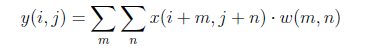 y(i, j) = ∑_m ∑_n x(i + m, j + n) · w(m, n)